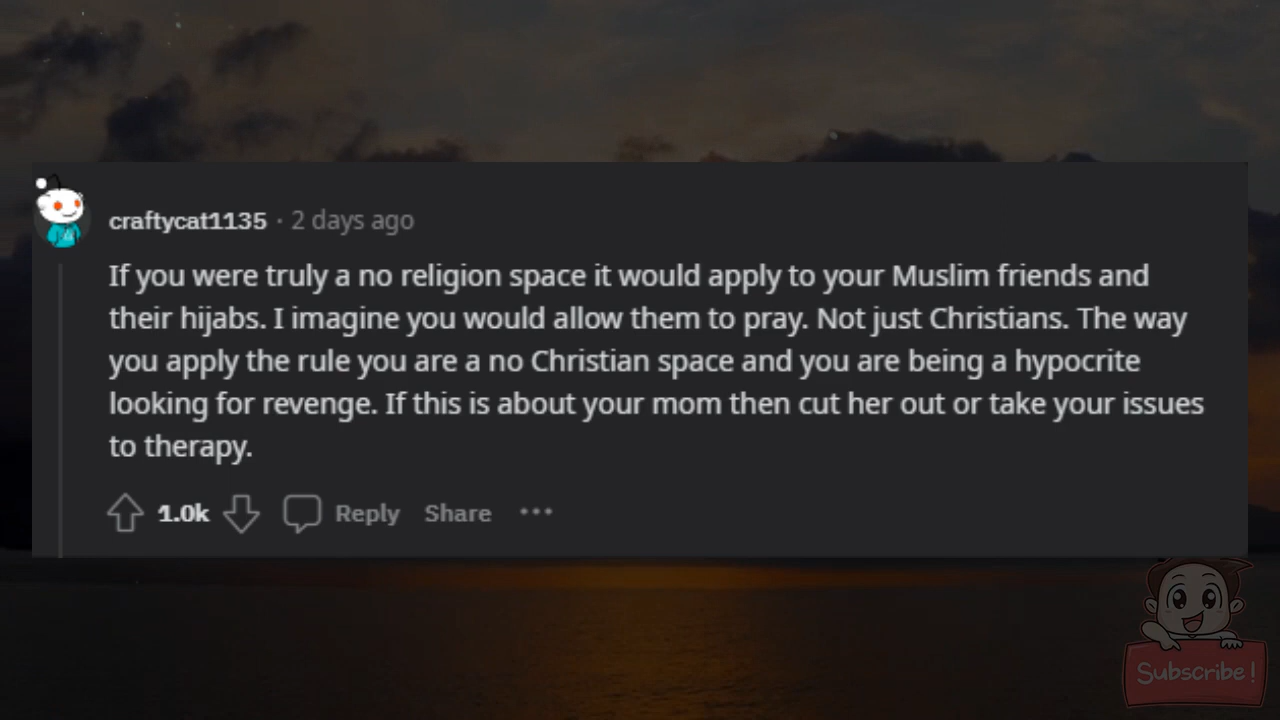 craftycat1135 · 2 days ago
If you were truly a no religion space it would apply to your Muslim friends and
their hijabs. I imagine you would allow them to pray. Not just Christians. The way
you apply the rule you are a no Christian space and you are being a hypocrite
looking for revenge. If this is about your mom then cut her out or take your issues
to therapy.
1.0k Reply Share ···
Subscribe!